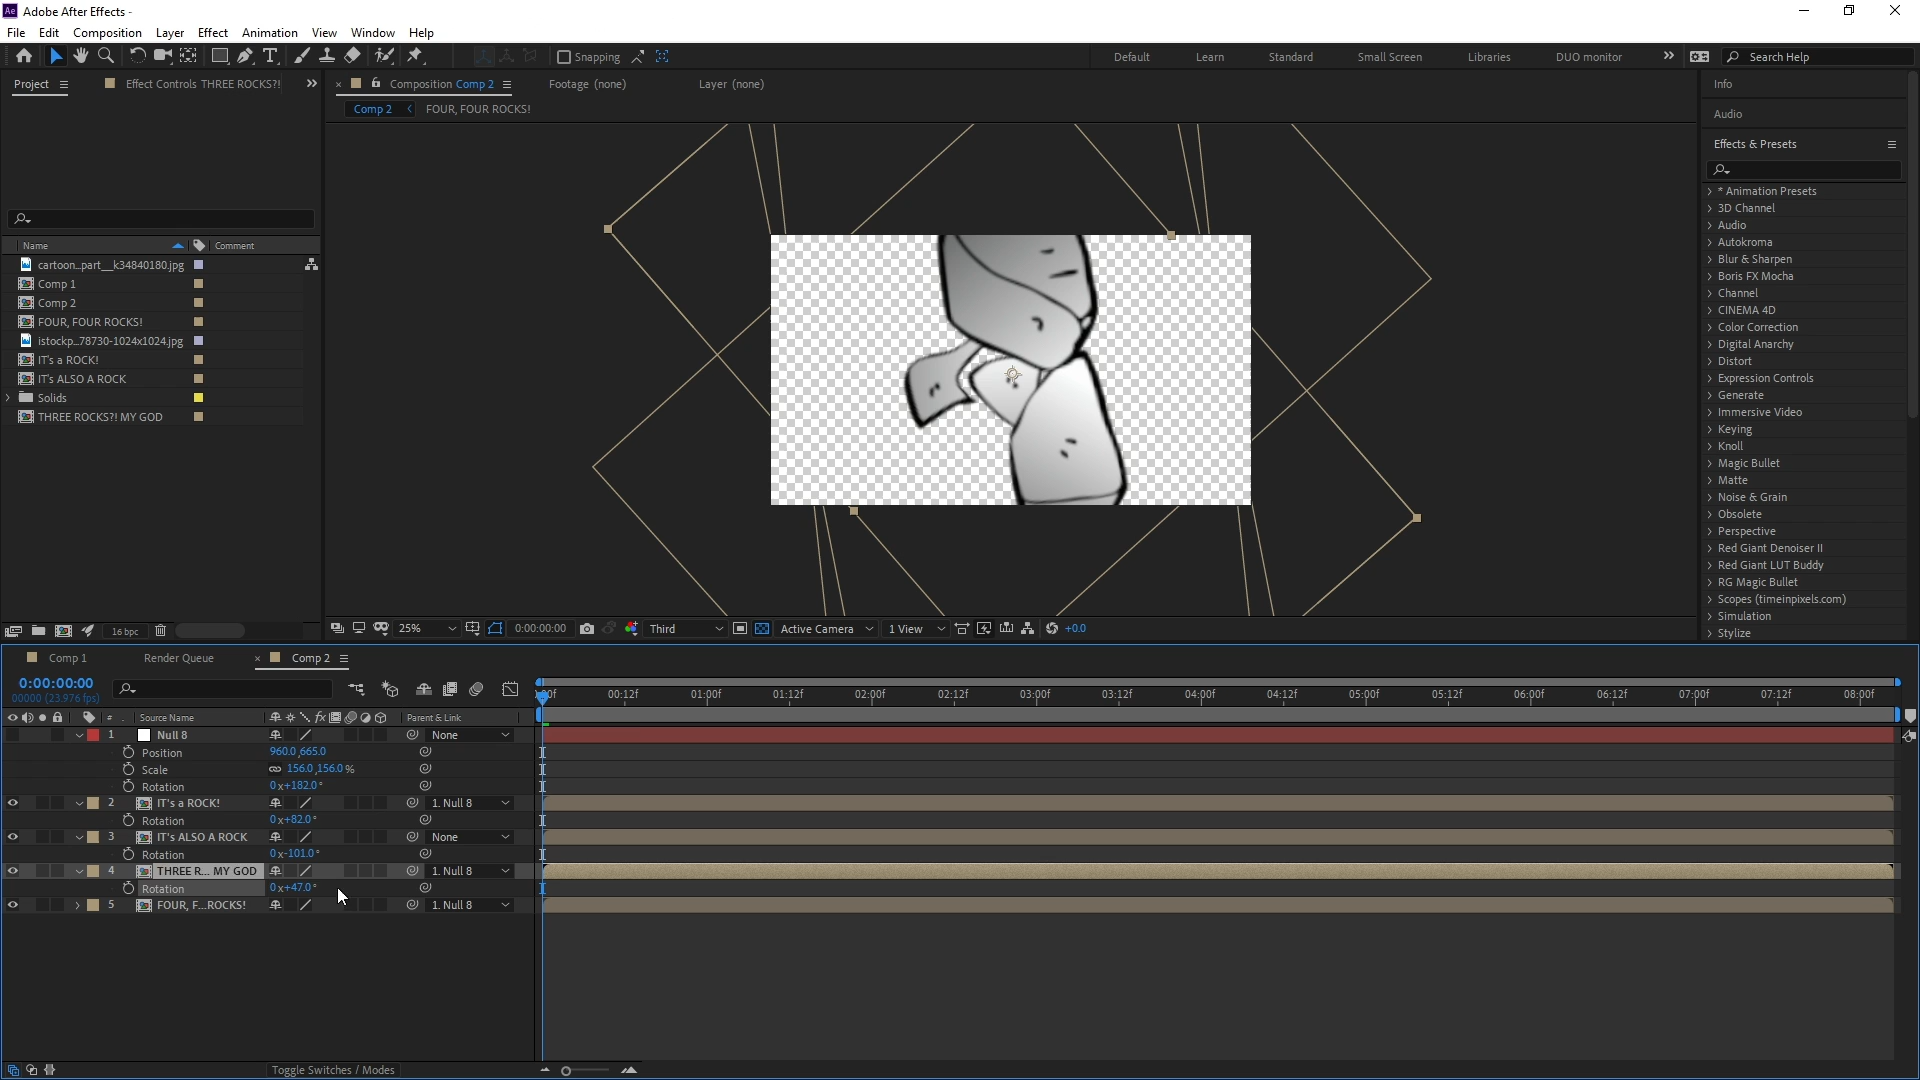 Ae Adobe After Effects -
File Edit Composition Layer Effect Animation View Window Help
Snapping
Default Learn Standard Small Screen Libraries DUO monitor
Search Help
Project Effect Controls THREE ROCKS?!
Composition Comp 2 Footage (none) Layer (none)
Comp 2 FOUR, FOUR ROCKS!
Name Comment
cartoon...part__k34840180.jpg
Comp 1
Comp 2
FOUR, FOUR ROCKS!
istockp...78730-1024x1024.jpg
IT's a ROCK!
IT's ALSO A ROCK
Solids
THREE ROCKS?! MY GOD
16 bpc
25% 0:00:00:00 Third Active Camera 1 View +0.0
Info
Audio
Effects & Presets
* Animation Presets
3D Channel
Audio
Autokroma
Blur & Sharpen
Boris FX Mocha
Channel
CINEMA 4D
Color Correction
Digital Anarchy
Distort
Expression Controls
Generate
Immersive Video
Keying
Knoll
Magic Bullet
Matte
Noise & Grain
Obsolete
Perspective
Red Giant Denoiser II
Red Giant LUT Buddy
RG Magic Bullet
Scopes (timeinpixels.com)
Simulation
Stylize
Comp 1 Render Queue Comp 2
0:00:00:00
00000 (23.976 fps)
00:12f 01:00f 01:12f 02:00f 02:12f 03:00f 03:12f 04:00f 04:12f 05:00f 05:12f 06:00f 06:12f 07:00f 07:12f 08:00f
# Source Name fx Parent & Link
1 Null 8 None
Position 960.0,665.0
Scale 156.0,156.0 %
Rotation 0x+182.0°
2 IT's a ROCK! 1. Null 8
Rotation 0x+82.0°
3 IT's ALSO A ROCK None
Rotation 0x-101.0°
4 THREE R... MY GOD 1. Null 8
Rotation 0x+47.0°
5 FOUR, F...ROCKS! 1. Null 8
Toggle Switches / Modes